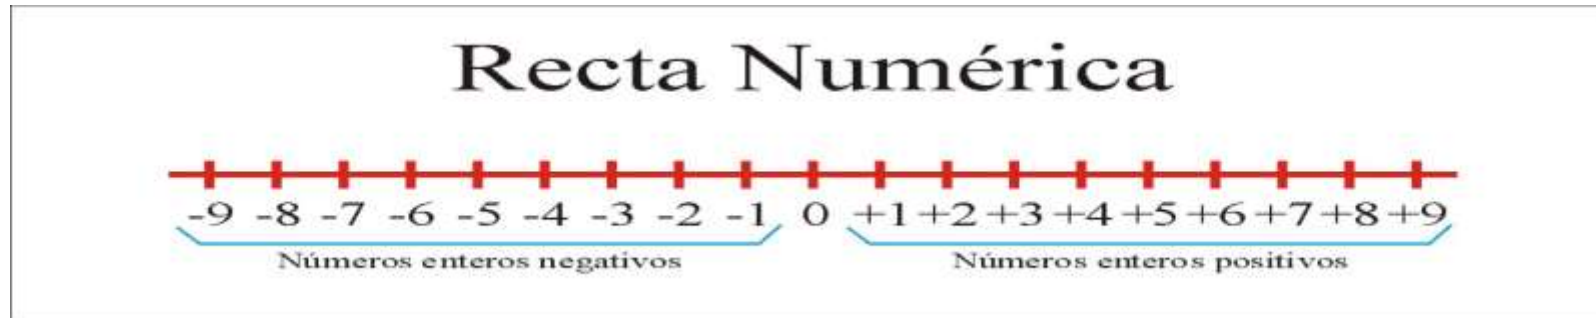 Recta Numérica
-9 -8 -7 -6 -5 -4 -3 -2 -1 0 +1 +2 +3 +4 +5 +6 +7 +8 +9
Números enteros negativos Números enteros positivos